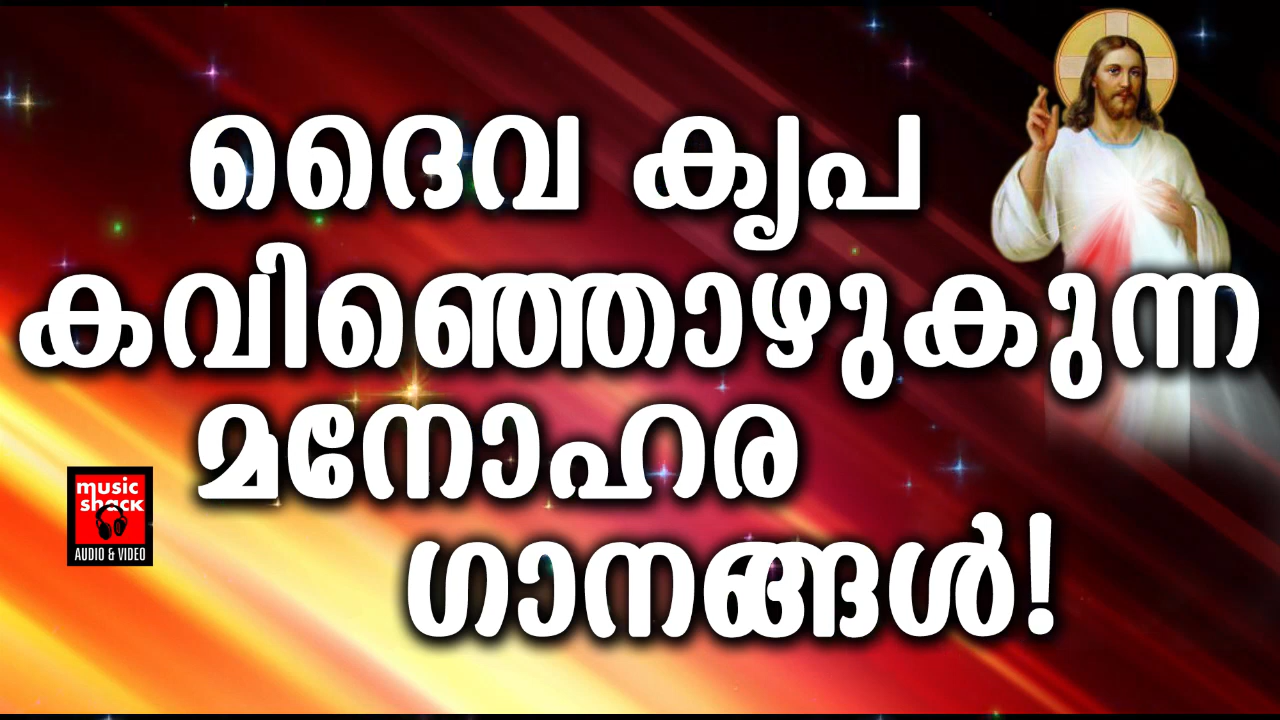 ദൈവ കൃപ
കവിഞ്ഞൊഴുകുന്ന
മനോഹര
ഗാനങ്ങൾ!
music
shack
AUDIO & VIDEO